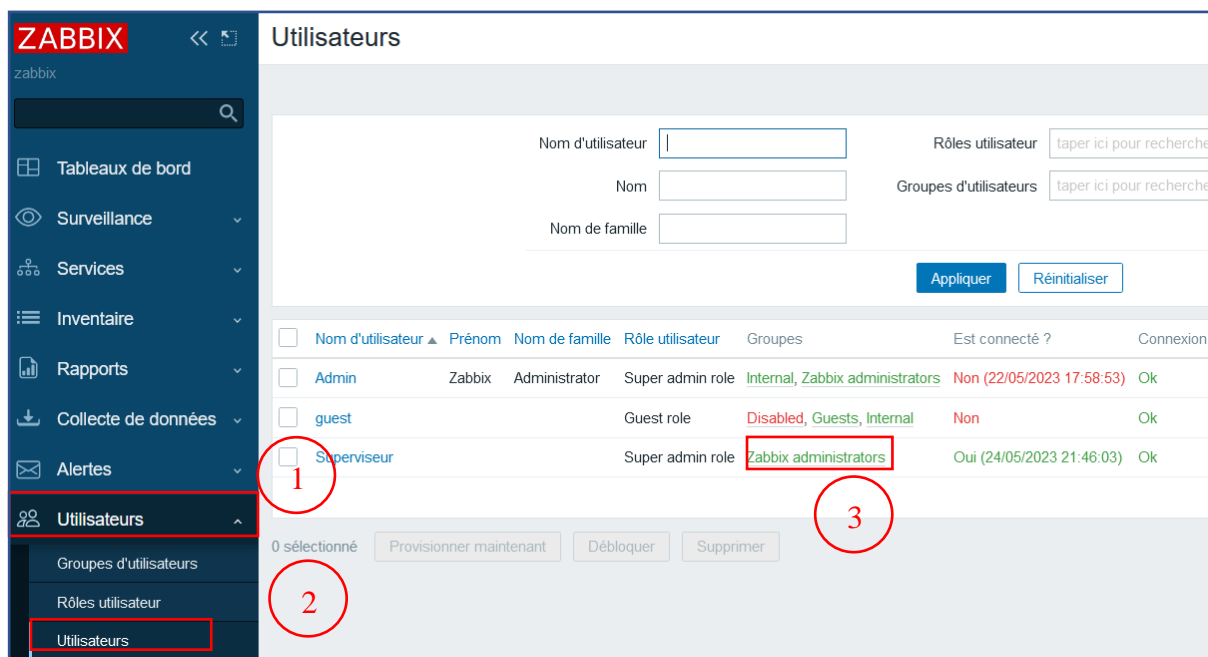 ZABBIX
Utilisateurs
zabbix
Nom d'utilisateur
Rôles utilisateur taper ici pour recherche
Nom
Groupes d'utilisateurs taper ici pour recherche
Nom de famille
Appliquer Réinitialiser
Tableaux de bord
Surveillance
Services
Inventaire
Rapports
Collecte de données
Alertes
Utilisateurs
Groupes d'utilisateurs
Rôles utilisateur
Utilisateurs
Nom d'utilisateur Prénom Nom de famille Rôle utilisateur Groupes Est connecté ? Connexion
Admin Zabbix Administrator Super admin role Internal, Zabbix administrators Non (22/05/2023 17:58:53) Ok
guest Guest role Disabled, Guests, Internal Non Ok
Superviseur Super admin role Zabbix administrators Oui (24/05/2023 21:46:03) Ok
1
3
0 sélectionné Provisionner maintenant Débloquer Supprimer
2